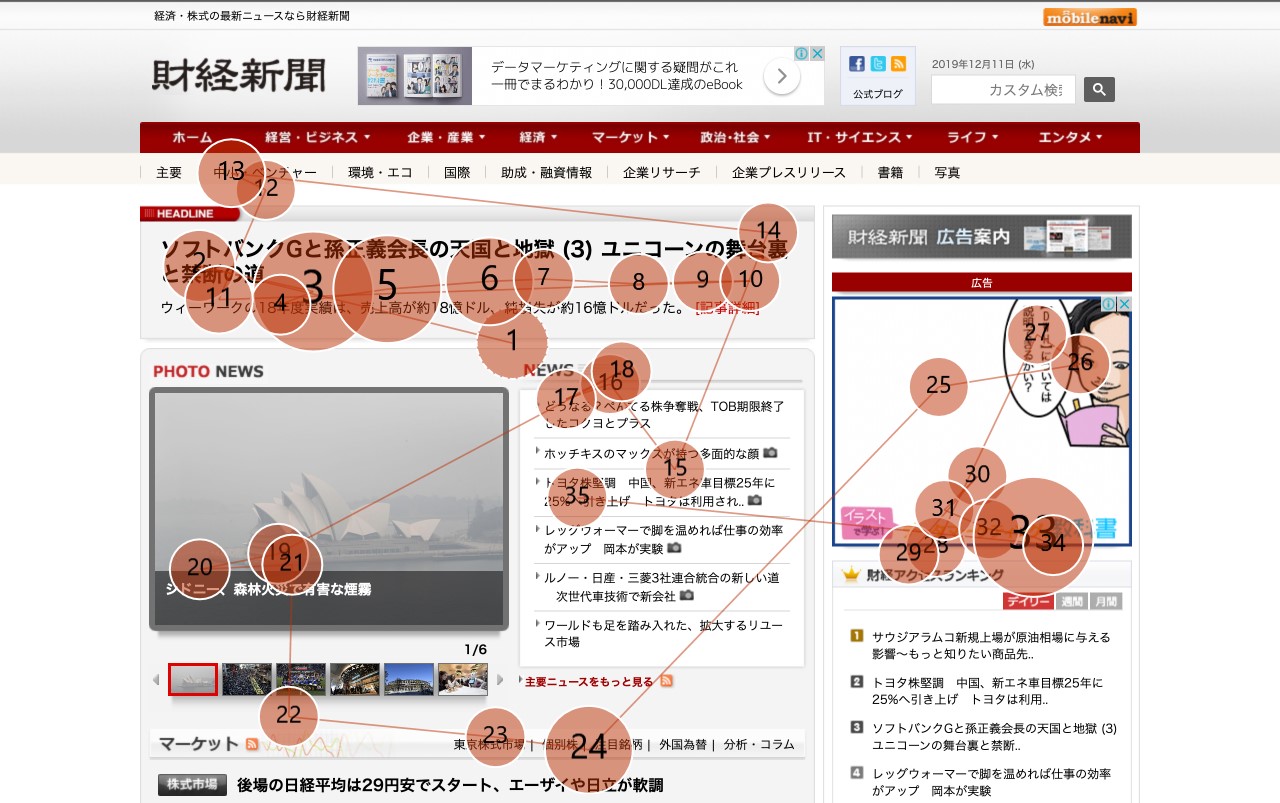 経済・株式の最新ニュースなら財経新聞
mobilenavi
財経新聞
データマーケティングに関する疑問がこれ
一冊でまるわかり！30,000DL達成のeBook
公式ブログ
2019年12月11日 (水)
カスタム検
ホーム 経営・ビジネス 企業・産業 経済 マーケット 政治・社会 IT・サイエンス ライフ エンタメ
主要 中小・ベンチャー 環境・エコ 国際 助成・融資情報 企業リサーチ 企業プレスリリース 書籍 写真
HEADLINE
ソフトバンクGと孫正義会長の天国と地獄 (3) ユニコーンの舞台裏
と禁断の道
ウィーワークの18年度実績は、売上高が約18億ドル、純損失が約16億ドルだった。 [記事詳細]
PHOTO NEWS
シドニー、森林火災で有害な煙霧
1/6
NEWS
どうなる？ぺんてる株争奪戦、TOB期限終了
したコクヨとプラス
ホッチキスのマックスが持つ多面的な顔
トヨタ株堅調 中国、新エネ車目標25年に
25%へ引き上げ トヨタは利用され..
レッグウォーマーで脚を温めれば仕事の効率
がアップ 岡本が実験
ルノー・日産・三菱3社連合統合の新しい道
次世代車技術で新会社
ワールドも足を踏み入れた、拡大するリユー
ス市場
主要ニュースをもっと見る
マーケット
東京株式市場 | 個別株 | 注目銘柄 | 外国為替 | 分析・コラム
株式市場
後場の日経平均は29円安でスタート、エーザイや日立が軟調
財経新聞 広告案内
広告
については
イラスト
で学ぶ!
書
財経アクセスランキング
デイリー 週間 月間
1 サウジアラムコ新規上場が原油相場に与える
影響～もっと知りたい商品先..
2 トヨタ株堅調 中国、新エネ車目標25年に
25%へ引き上げ トヨタは利用..
3 ソフトバンクGと孫正義会長の天国と地獄 (3)
ユニコーンの舞台裏と禁断..
4 レッグウォーマーで脚を温めれば仕事の効率
がアップ 岡本が実験
1
2
3
4
5
6
7
8
9
10
11
12
13
14
15
16
17
18
19
20
21
22
23
24
25
26
27
28
29
30
31
32
33
34
35